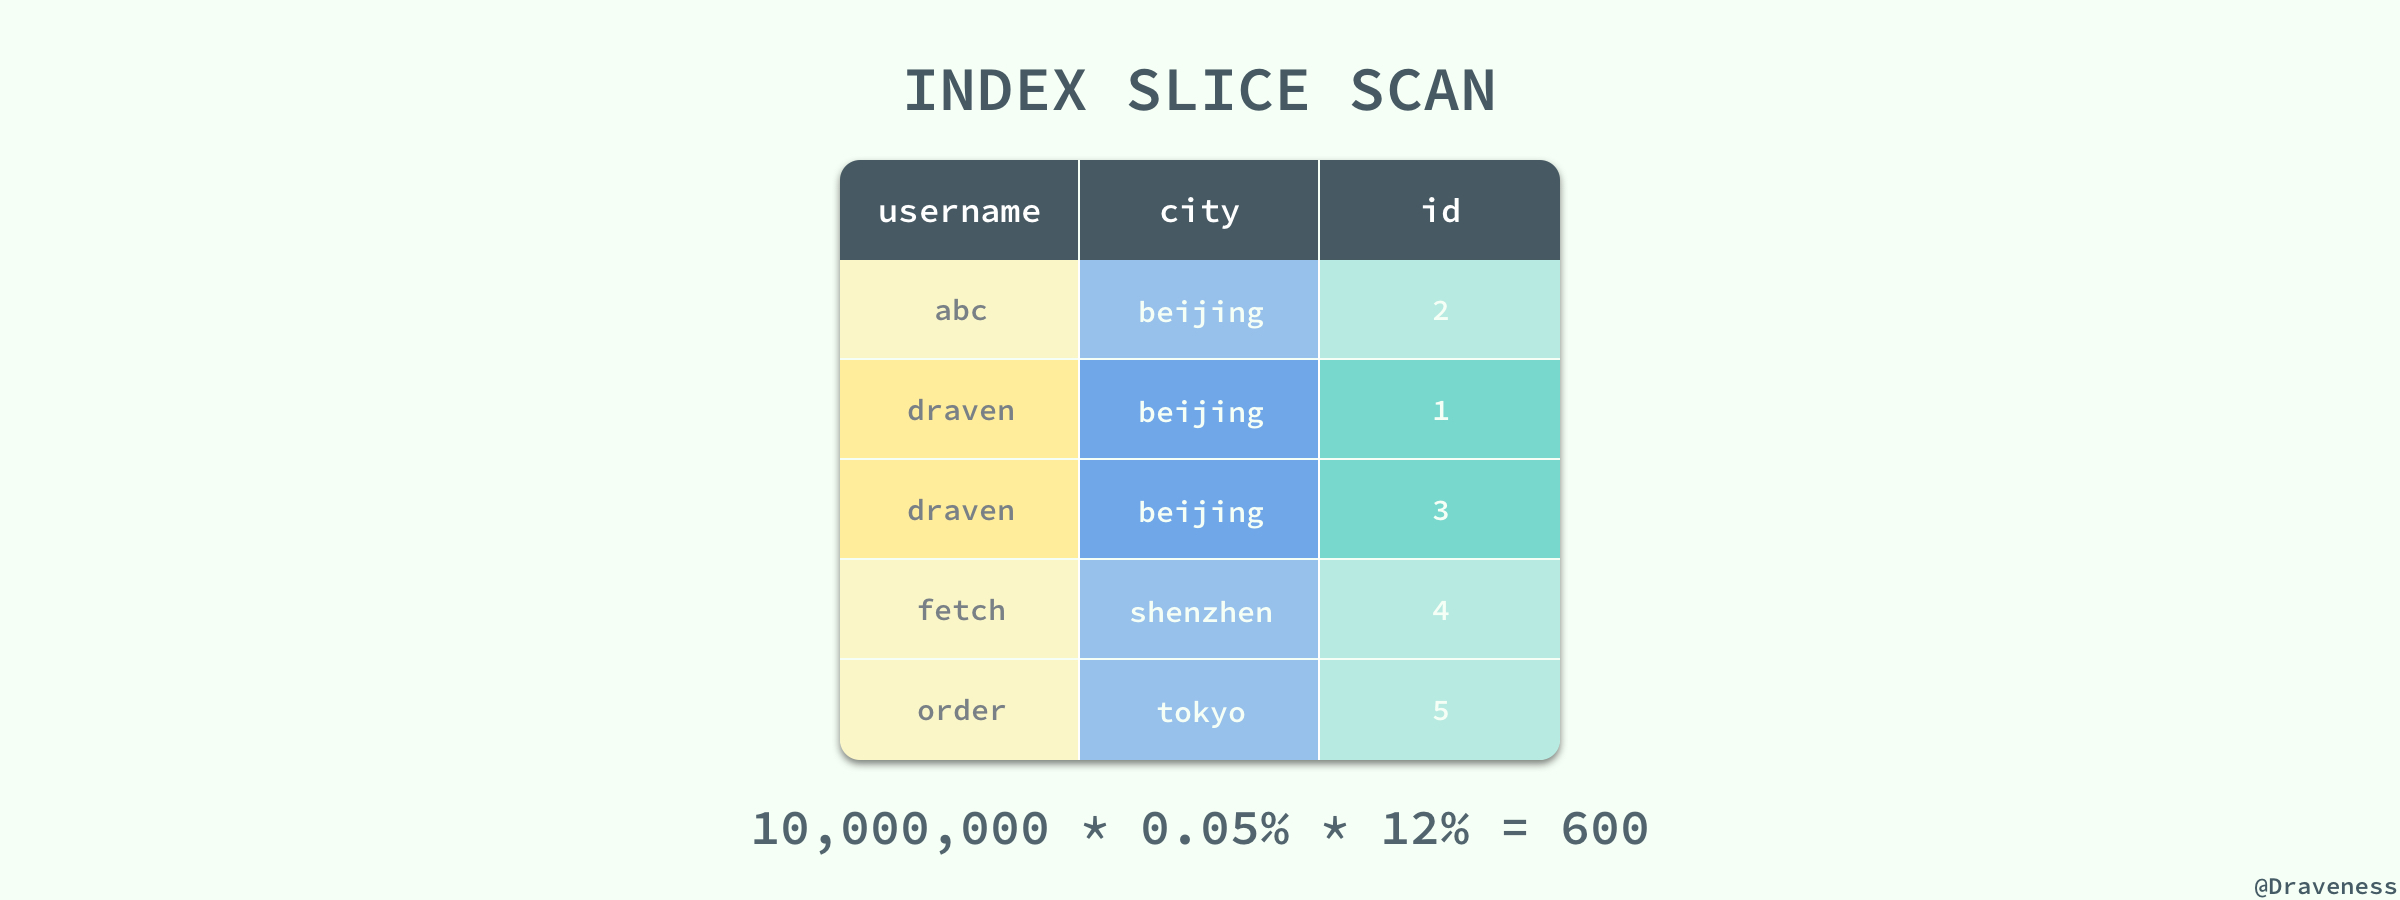 INDEX SLICE SCAN
username city id
abc beijing 2
draven beijing 1
draven beijing 3
fetch shenzhen 4
order tokyo 5
10,000,000 * 0.05% * 12% = 600
@Draveness